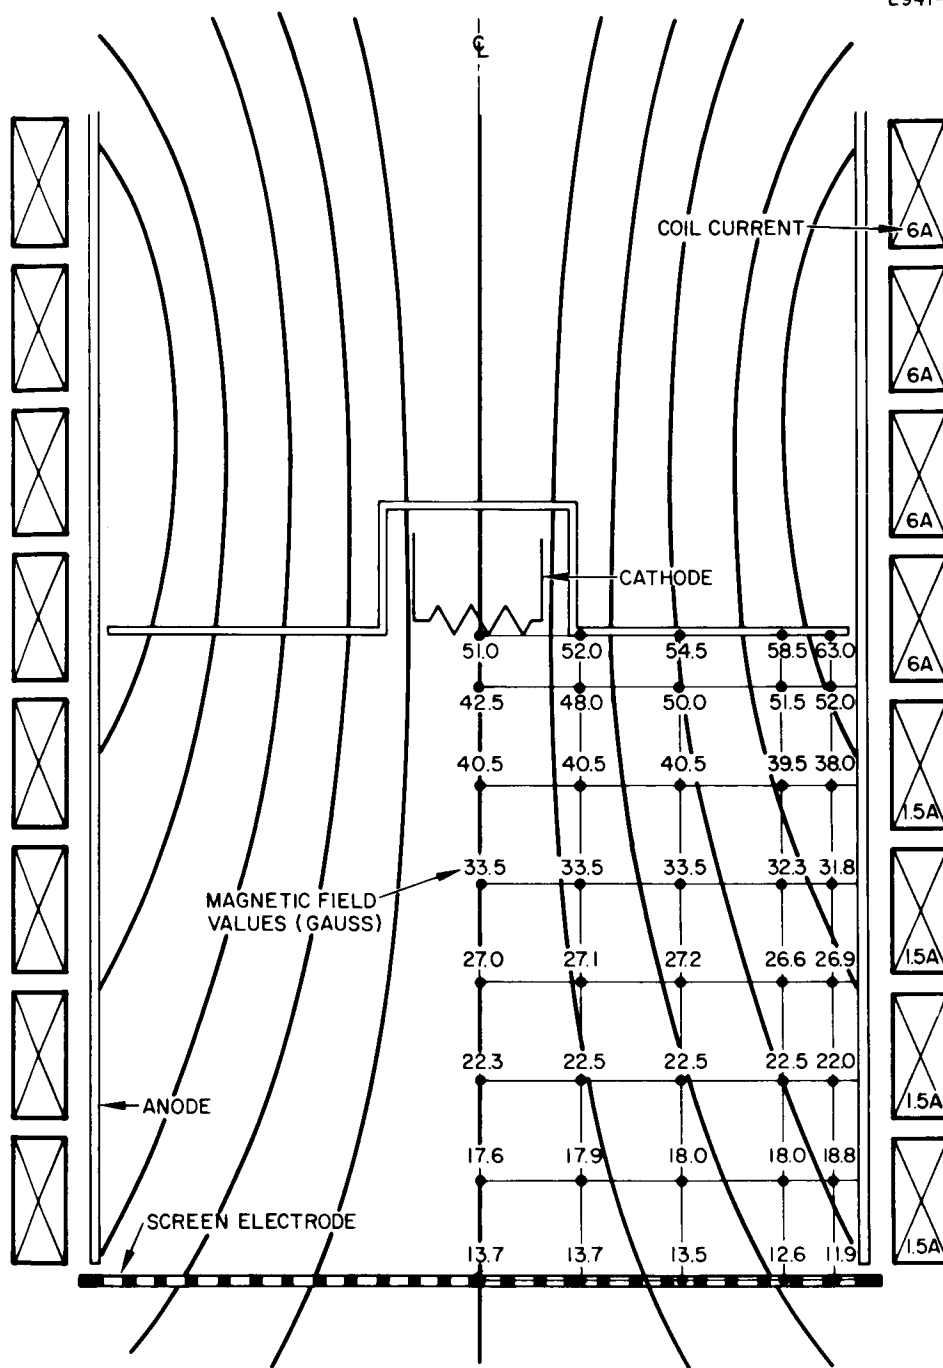 ℄
COIL CURRENT
6A
6A
6A
CATHODE
51.0 52.0 54.5 58.5 63.0
6A
42.5 48.0 50.0 51.5 52.0
40.5 40.5 40.5 39.5 38.0
1.5A
33.5 33.5 33.5 32.3 31.8
MAGNETIC FIELD
VALUES (GAUSS)
27.0 27.1 27.2 26.6 26.9
1.5A
22.3 22.5 22.5 22.5 22.0
ANODE
1.5A
17.6 17.9 18.0 18.0 18.8
SCREEN ELECTRODE
13.7 13.7 13.5 12.6 11.9
1.5A